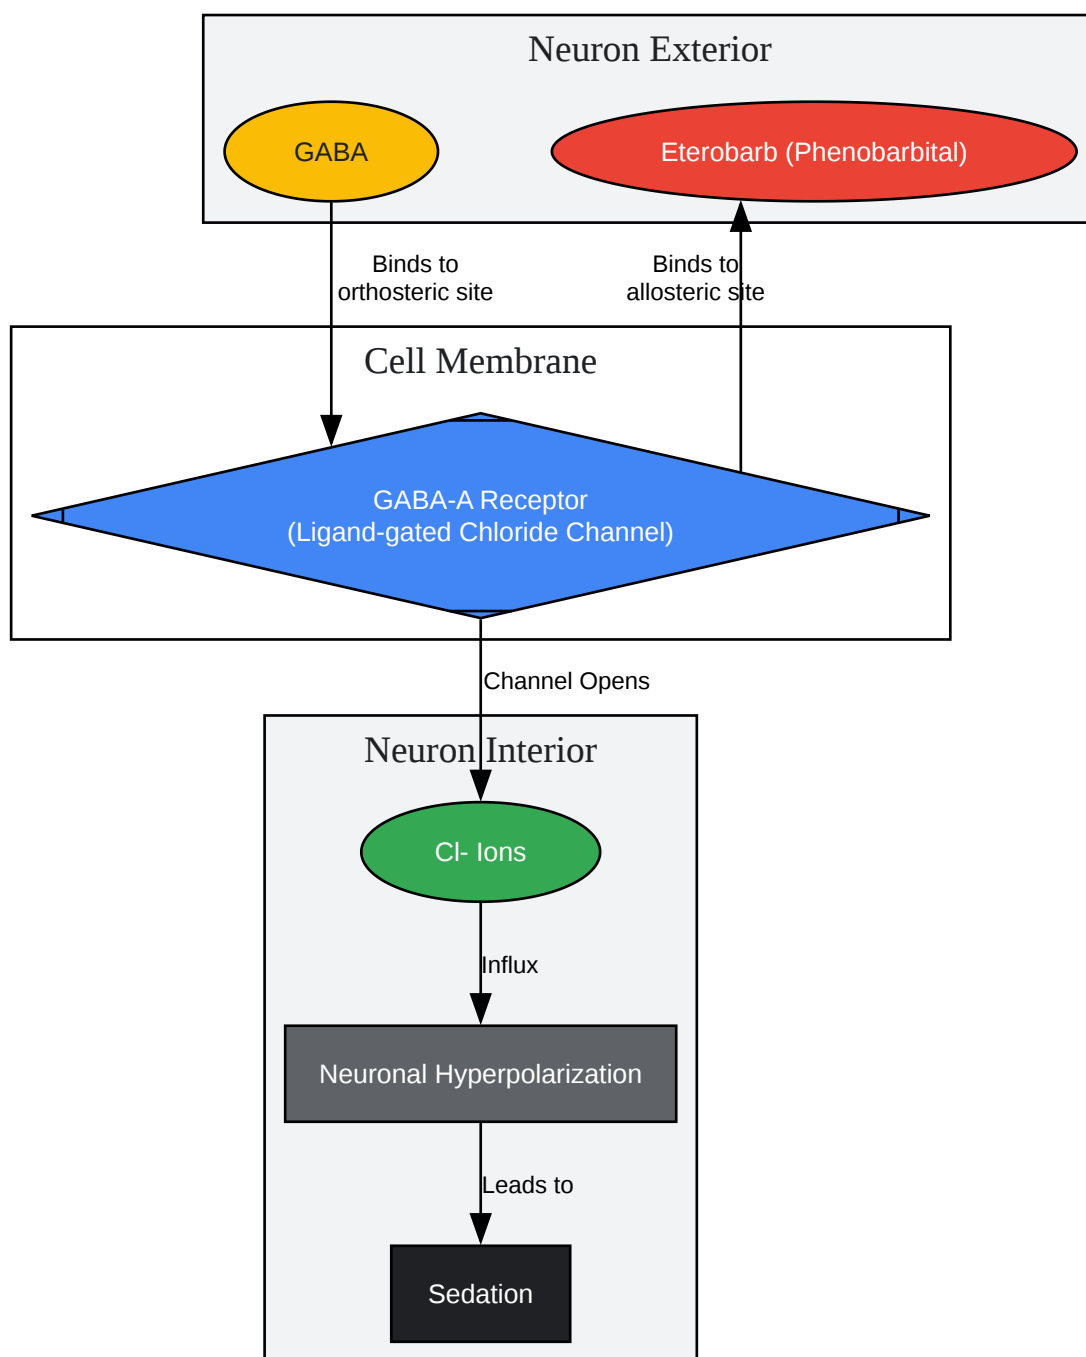 Neuron Exterior
GABA
Eterobarb (Phenobarbital)
Binds to
orthosteric site
Binds to
allosteric site
Cell Membrane
GABA-A Receptor
(Ligand-gated Chloride Channel)
Channel Opens
Neuron Interior
Cl- Ions
Influx
Neuronal Hyperpolarization
Leads to
Sedation